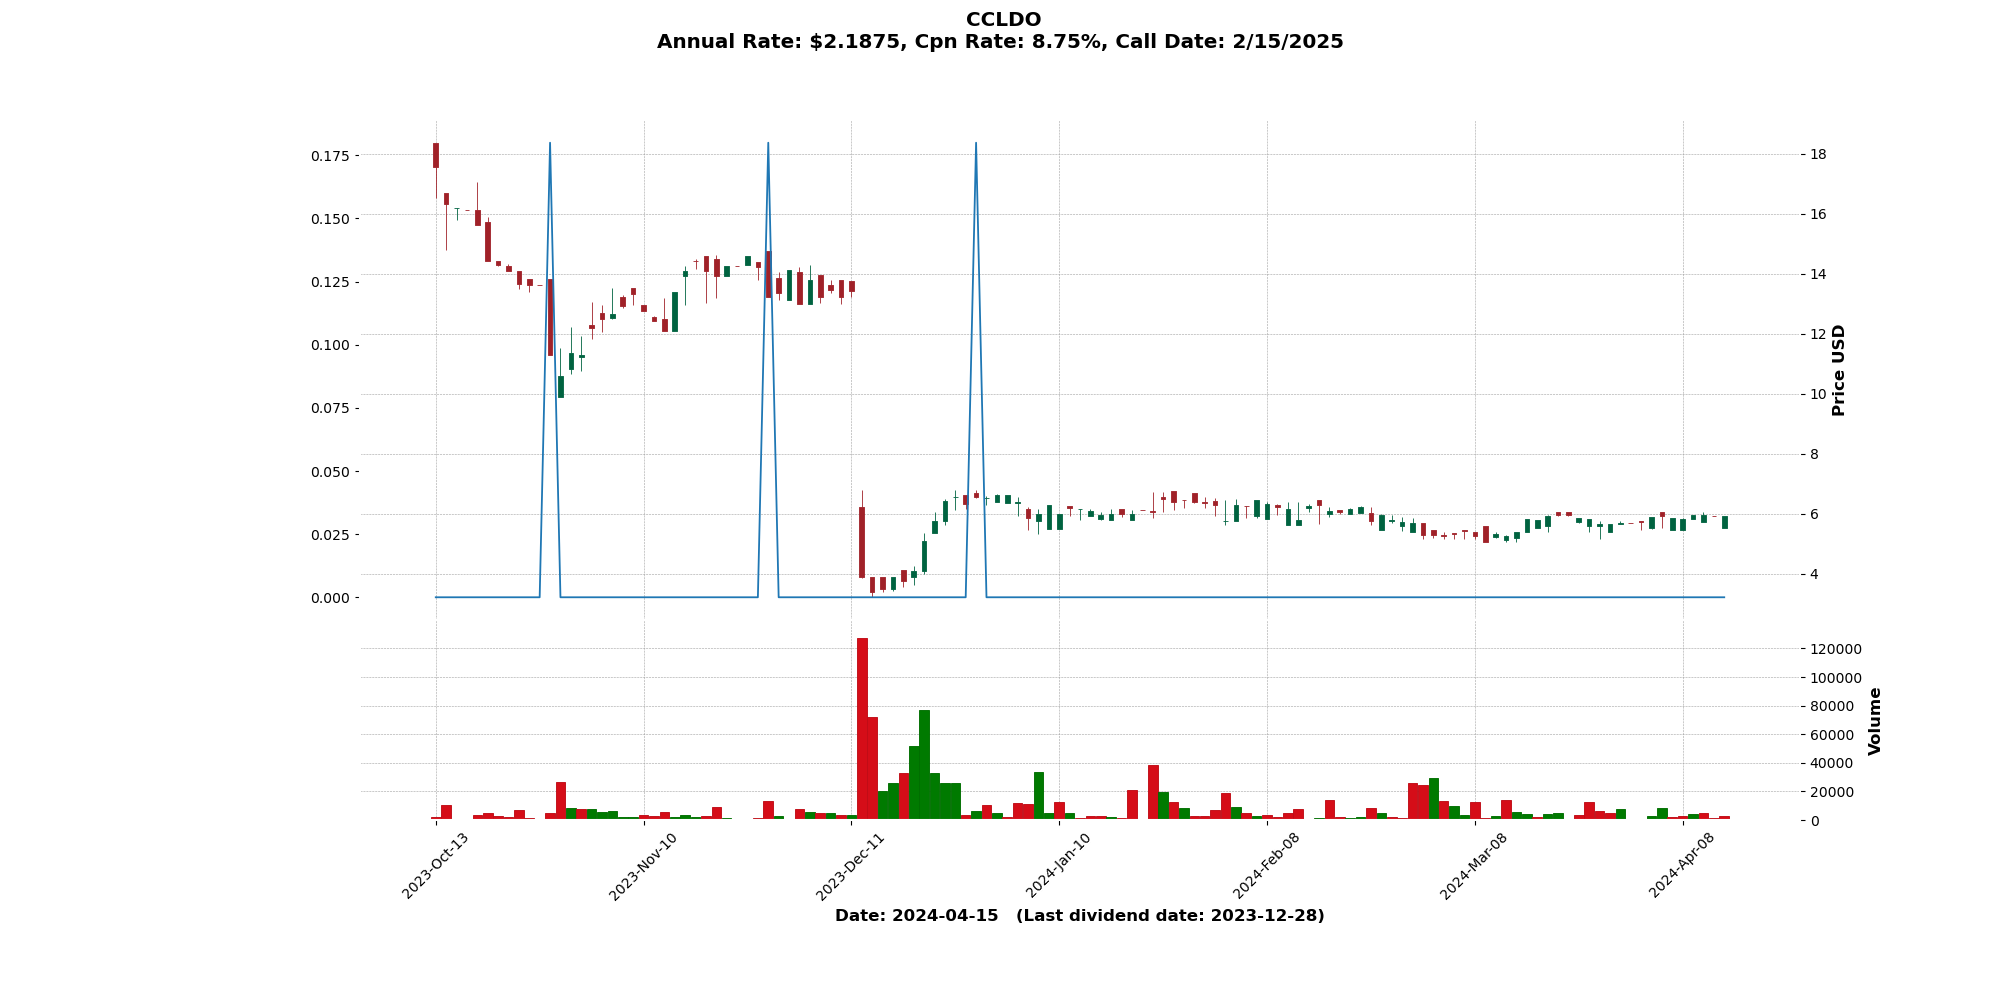 CCLDO
Annual Rate: $2.1875, Cpn Rate: 8.75%, Call Date: 2/15/2025
0.175
0.150
0.125
0.100
0.075
0.050
0.025
0.000
18
16
14
12
10
8
6
4
Price USD
120000
100000
80000
60000
40000
20000
0
Volume
2023-Oct-13
2023-Nov-10
2023-Dec-11
2024-Jan-10
2024-Feb-08
2024-Mar-08
2024-Apr-08
Date: 2024-04-15 (Last dividend date: 2023-12-28)